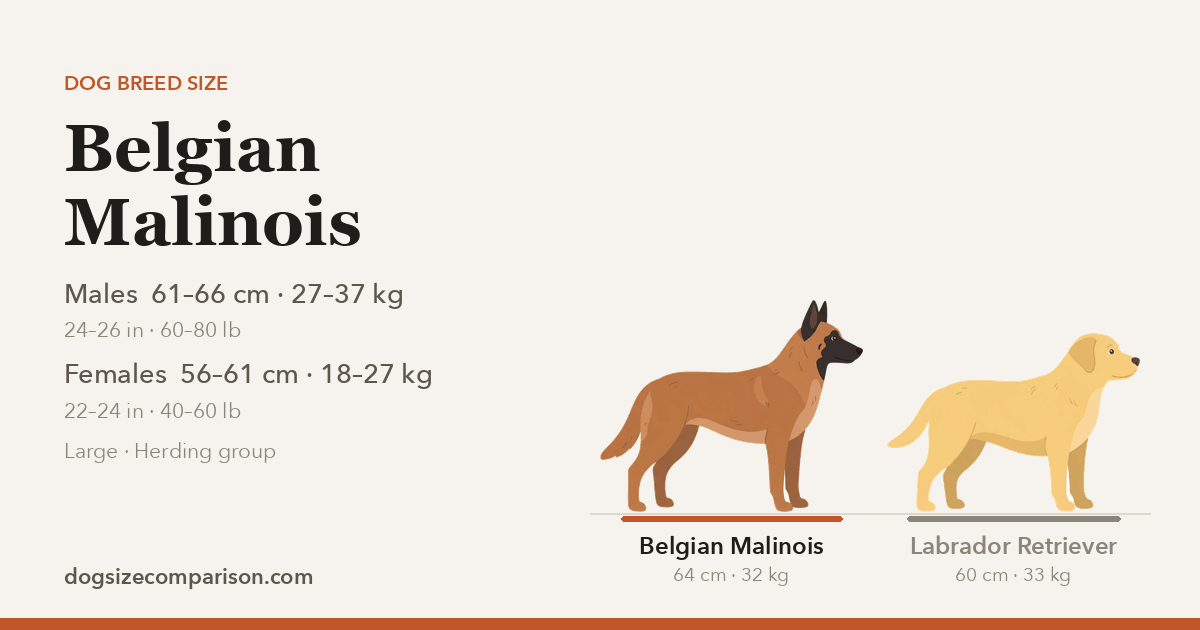 DOG BREED SIZE
Belgian
Malinois
Males 61–66 cm · 27–37 kg
24–26 in · 60–80 lb
Females 56–61 cm · 18–27 kg
22–24 in · 40–60 lb
Large · Herding group
dogsizecomparison.com
Belgian Malinois
64 cm · 32 kg
Labrador Retriever
60 cm · 33 kg